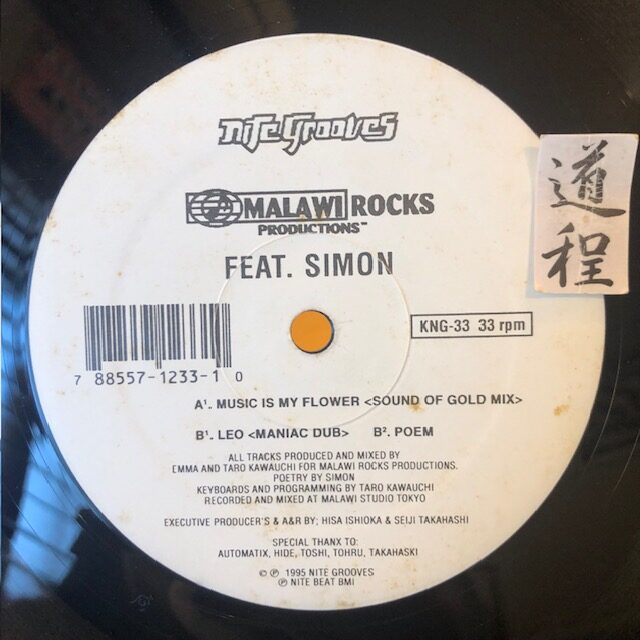 NITE GROOVES
MALAWI ROCKS
PRODUCTIONS™
FEAT. SIMON
道程
KNG-33 33 rpm
7 88557-1233-1 0
A¹.. MUSIC IS MY FLOWER <SOUND OF GOLD MIX>
B¹.. LEO <MANIAC DUB> B². POEM
ALL TRACKS PRODUCED AND MIXED BY
EMMA AND TARO KAWAUCHI FOR MALAWI ROCKS PRODUCTIONS.
POETRY BY SIMON
KEYBOARDS AND PROGRAMMING BY TARO KAWAUCHI
RECORDED AND MIXED AT MALAWI STUDIO TOKYO
EXECUTIVE PRODUCER'S & A&R BY; HISA ISHIOKA & SEIJI TAKAHASHI
SPECIAL THANX TO:
AUTOMATIX, HIDE, TOSHI, TOHRU, TAKAHASKI
© ℗ 1995 NITE GROOVES
℗ NITE BEAT BMI